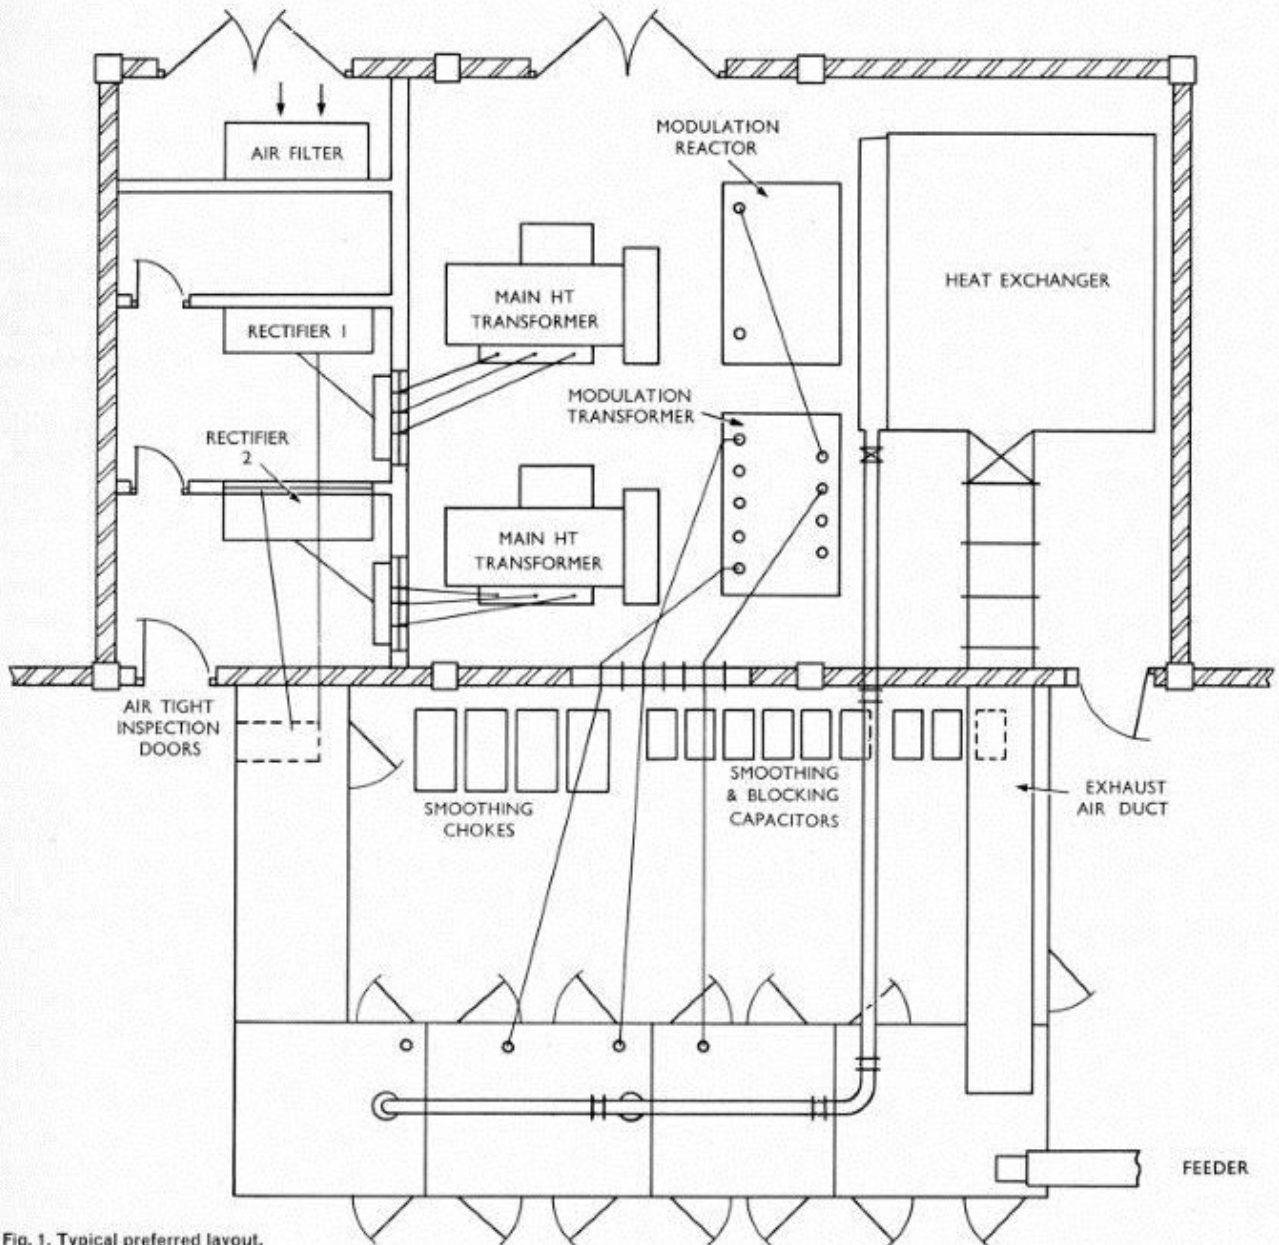 AIR FILTER
MODULATION
REACTOR
HEAT EXCHANGER
MAIN HT
TRANSFORMER
RECTIFIER I
MODULATION
TRANSFORMER
RECTIFIER
2
MAIN HT
TRANSFORMER
AIR TIGHT
INSPECTION
DOORS
SMOOTHING
CHOKES
SMOOTHING
& BLOCKING
CAPACITORS
EXHAUST
AIR DUCT
FEEDER
Fig. 1. Typical preferred layout.